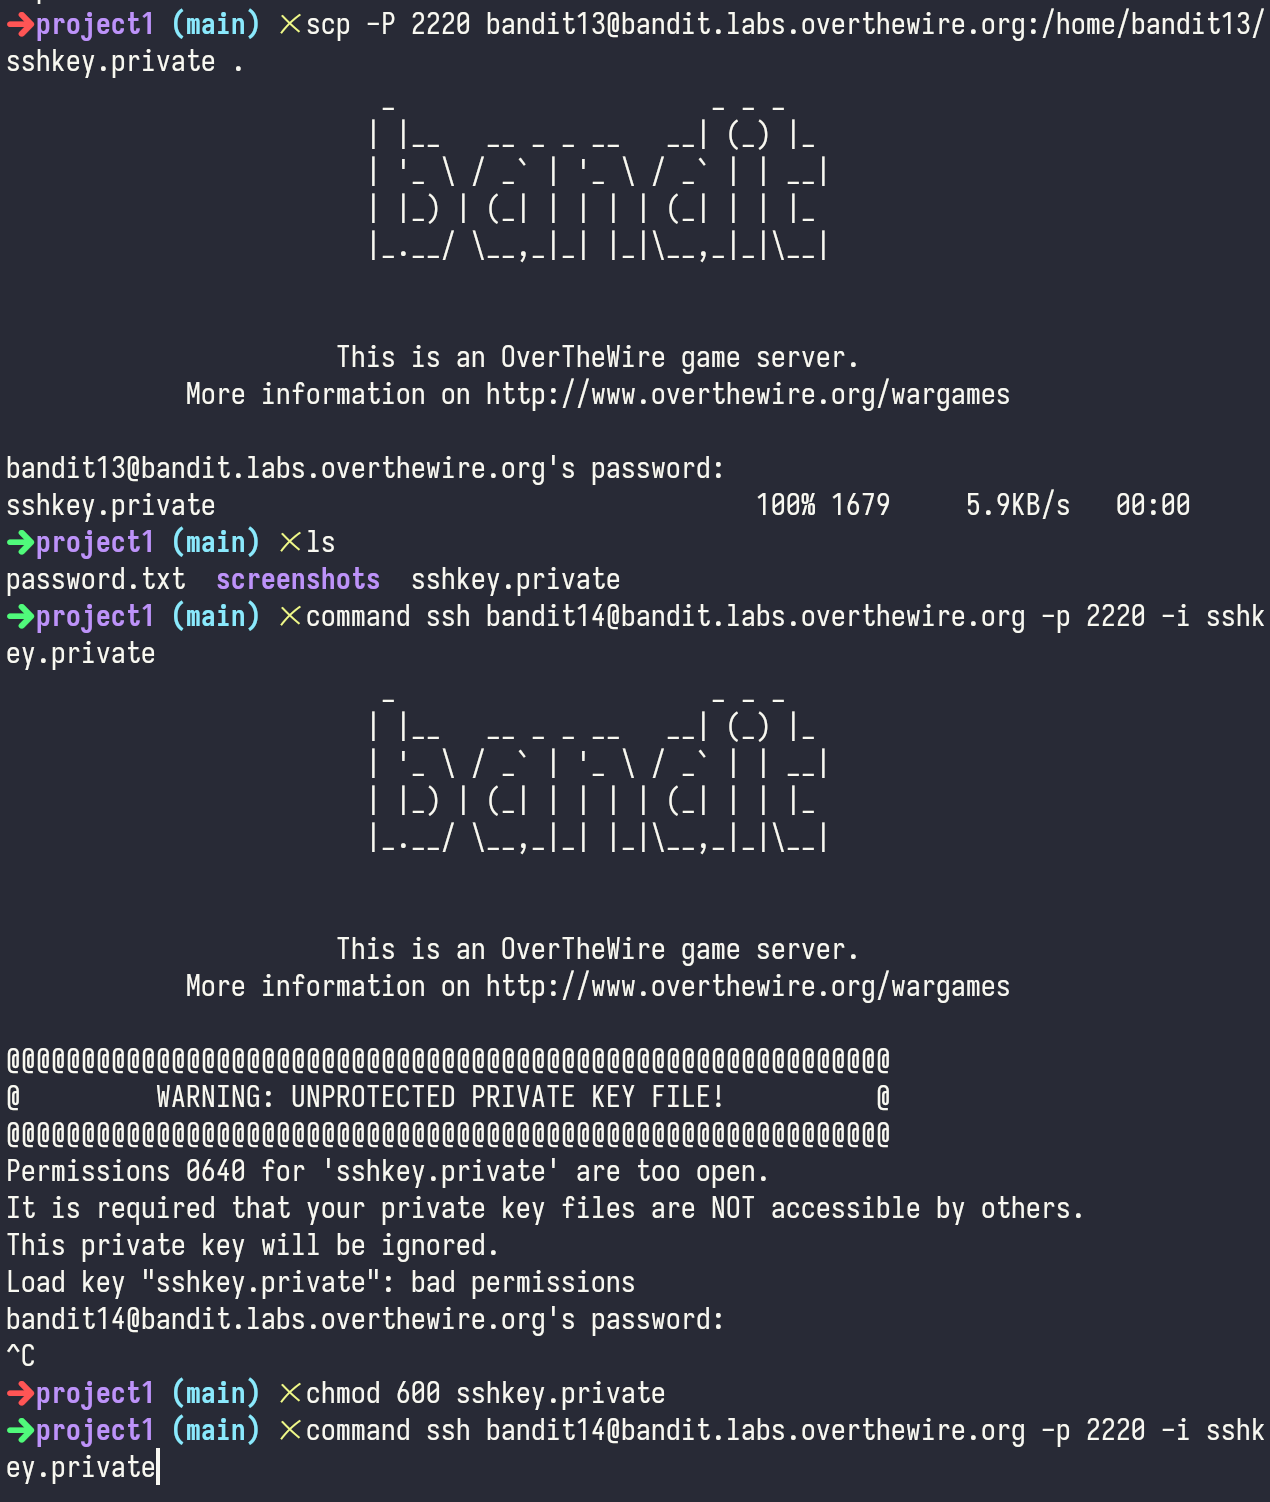 ➜project1 (main) ✕scp -P 2220 bandit13@bandit.labs.overthewire.org:/home/bandit13/
sshkey.private .
                         _                     _ _ _
                        | |__   __ _ _ __   __| (_) |_
                        | '_ \ / _` | '_ \ / _` | | __|
                        | |_) | (_| | | | | (_| | | |_
                        |_.__/ \__,_|_| |_|\__,_|_|\__|
                      This is an OverTheWire game server.
            More information on http://www.overthewire.org/wargames
bandit13@bandit.labs.overthewire.org's password:
sshkey.private                                    100% 1679     5.9KB/s   00:00
➜project1 (main) ✕ls
password.txt  screenshots  sshkey.private
➜project1 (main) ✕command ssh bandit14@bandit.labs.overthewire.org -p 2220 -i sshk
ey.private
                         _                     _ _ _
                        | |__   __ _ _ __   __| (_) |_
                        | '_ \ / _` | '_ \ / _` | | __|
                        | |_) | (_| | | | | (_| | | |_
                        |_.__/ \__,_|_| |_|\__,_|_|\__|
                      This is an OverTheWire game server.
            More information on http://www.overthewire.org/wargames
@@@@@@@@@@@@@@@@@@@@@@@@@@@@@@@@@@@@@@@@@@@@@@@@@@@@@@@@@@@
@         WARNING: UNPROTECTED PRIVATE KEY FILE!          @
@@@@@@@@@@@@@@@@@@@@@@@@@@@@@@@@@@@@@@@@@@@@@@@@@@@@@@@@@@@
Permissions 0640 for 'sshkey.private' are too open.
It is required that your private key files are NOT accessible by others.
This private key will be ignored.
Load key "sshkey.private": bad permissions
bandit14@bandit.labs.overthewire.org's password:
^C
➜project1 (main) ✕chmod 600 sshkey.private
➜project1 (main) ✕command ssh bandit14@bandit.labs.overthewire.org -p 2220 -i sshk
ey.private